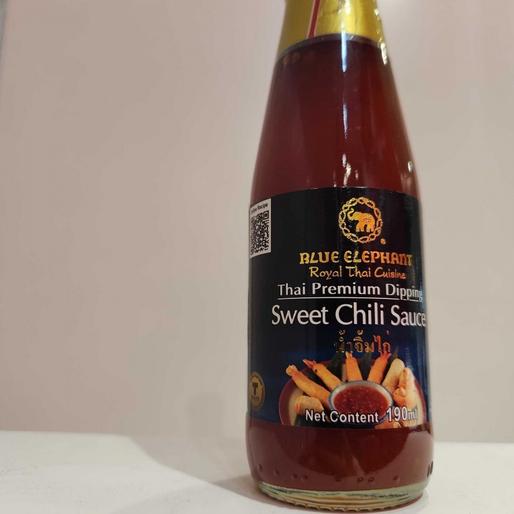 BLUE ELEPHANT
Royal Thai Cuisine
Thai Premium Dipping
Sweet Chili Sauce
น้ำจิ้มไก่
Net Content 190ml